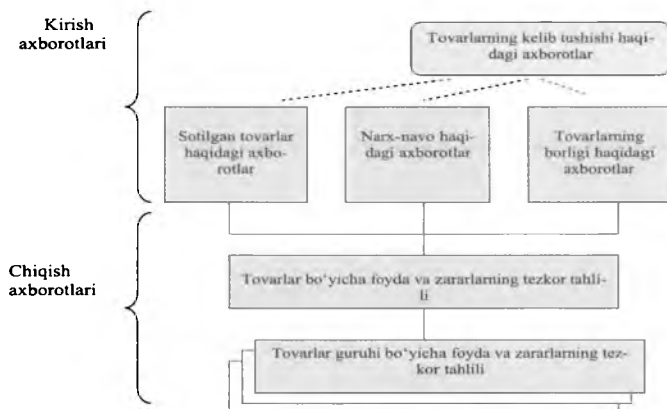 Kirish
axborotlari
Tovarlarning kelib tushishi haqi-
dagi axborotlar
Sotilgan tovarlar
haqidagi axbo-
rotlar
Narx-navo haqi-
dagi axborotlar
Tovarlarning
borligi haqidagi
axborotlar
Chiqish
axborotlari
Tovarlar bo‘yicha foyda va zararlarning tezkor tahli-
li
Tovarlar guruhi bo‘yicha foyda va zararlarning tez-
kor tahlili